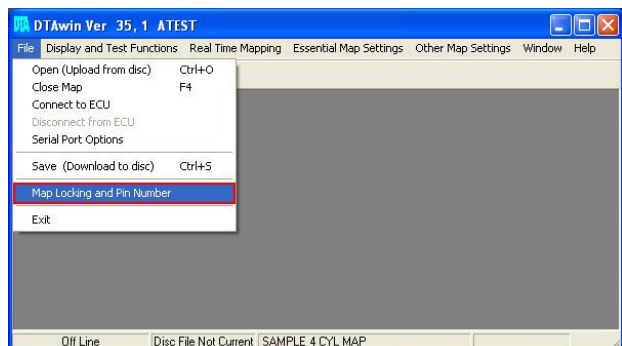 DTAwin Ver 35,1 ATEST
File Display and Test Functions Real Time Mapping Essential Map Settings Other Map Settings Window Help
Open (Upload from disc) Ctrl+O
Close Map F4
Connect to ECU
Disconnect from ECU
Serial Port Options
Save (Download to disc) Ctrl+S
Map Locking and Pin Number
Exit
Off Line Disc File Not Current SAMPLE 4 CYL MAP